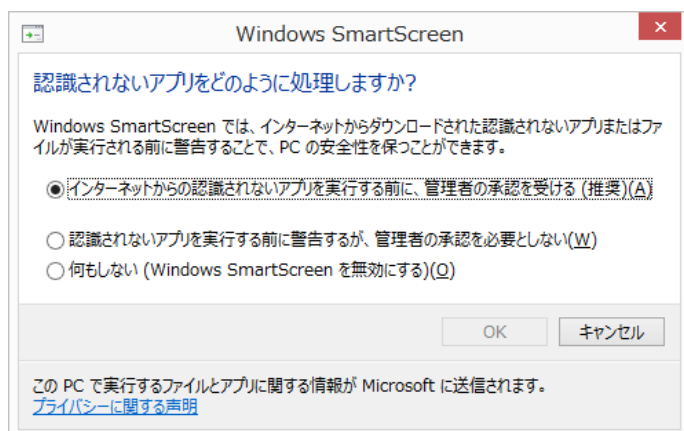 Windows SmartScreen
認識されないアプリをどのように処理しますか?
Windows SmartScreen では、インターネットからダウンロードされた認識されないアプリまたはファ
イルが実行される前に警告することで、PC の安全性を保つことができます。
インターネットからの認識されないアプリを実行する前に、管理者の承認を受ける (推奨)(A)
認識されないアプリを実行する前に警告するが、管理者の承認を必要としない(W)
何もしない (Windows SmartScreen を無効にする)(O)
OK キャンセル
この PC で実行するファイルとアプリに関する情報が Microsoft に送信されます。
プライバシーに関する声明